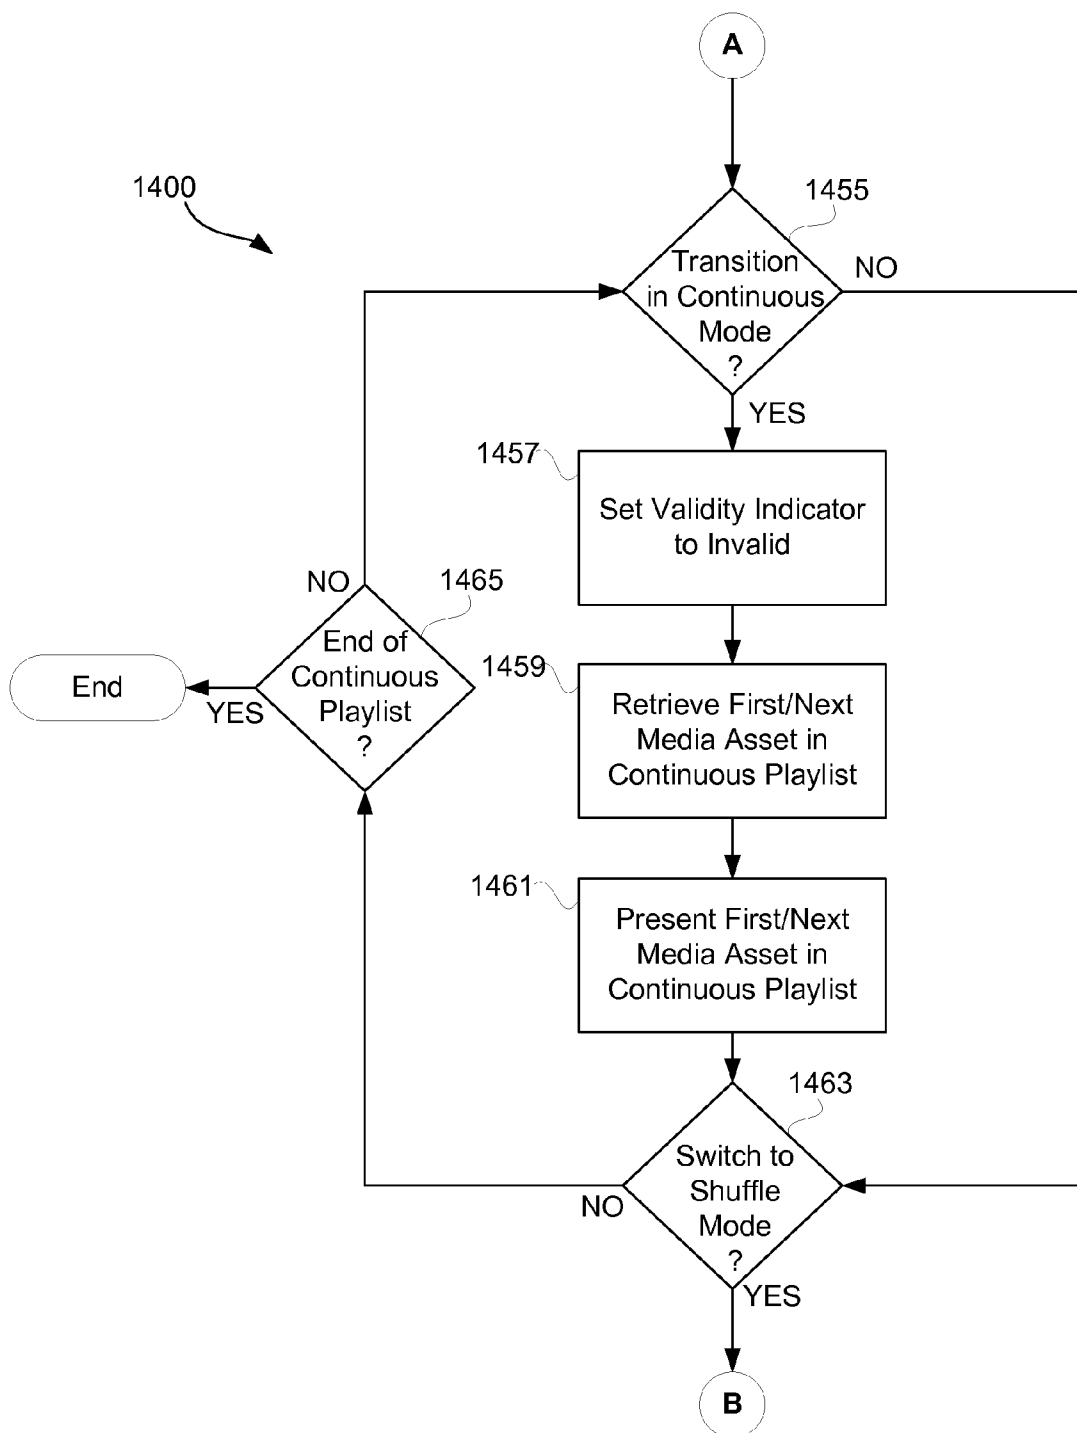 A
1400
1455
Transition
in Continuous
Mode
?
NO
YES
1457
Set Validity Indicator
to Invalid
NO
1465
End of
Continuous
Playlist
?
End
YES
1459
Retrieve First/Next
Media Asset in
Continuous Playlist
1461
Present First/Next
Media Asset in
Continuous Playlist
1463
Switch to
Shuffle
Mode
?
NO
YES
B